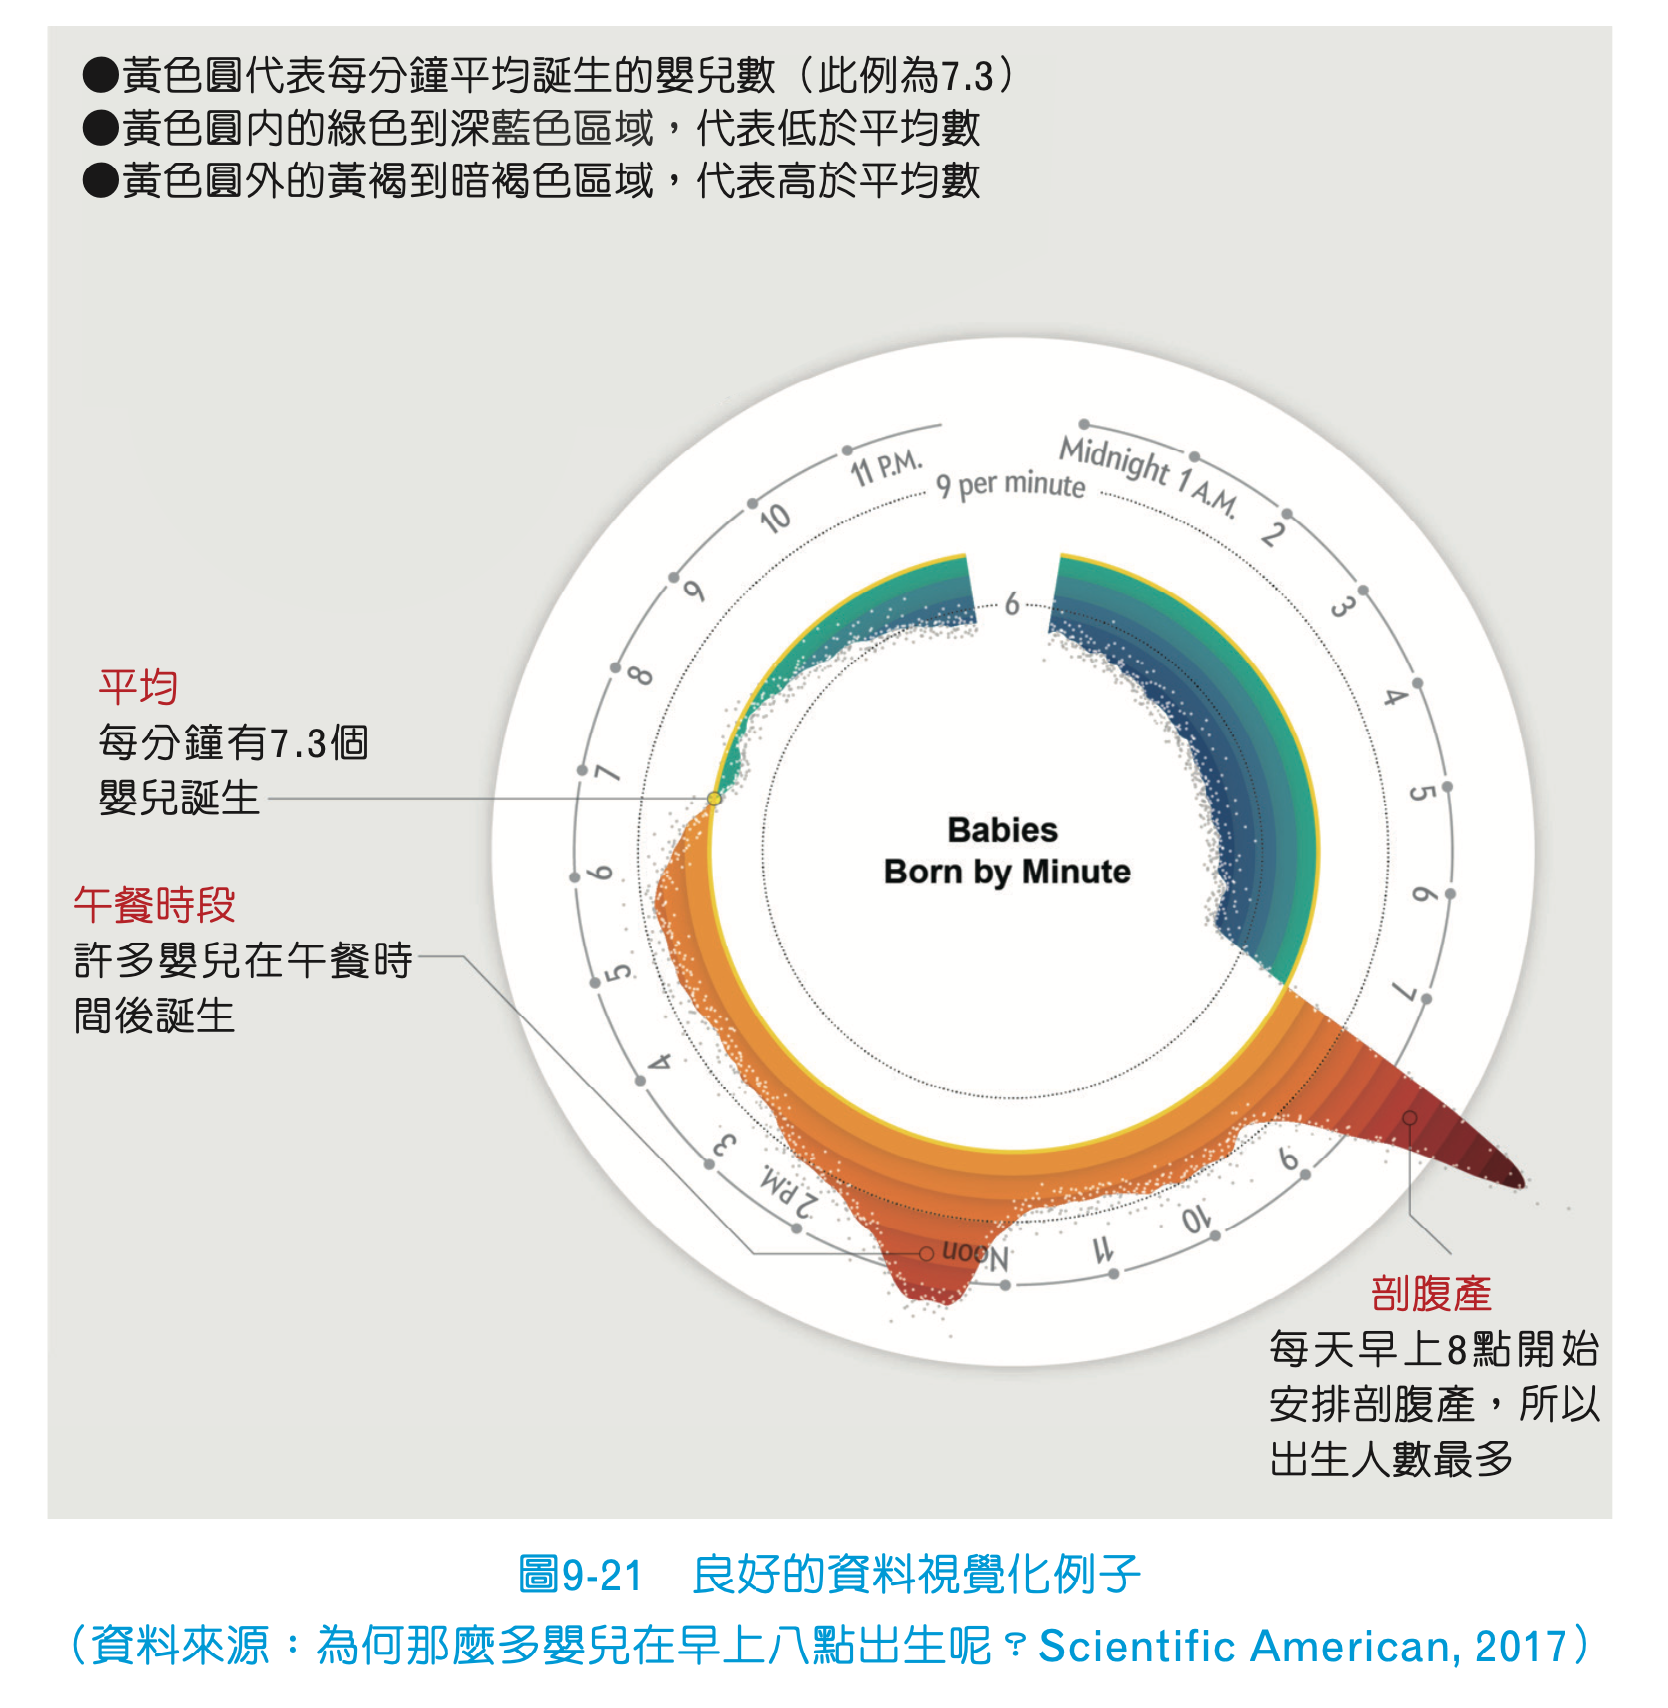 ●黃色圓代表每分鐘平均誕生的嬰兒數（此例為7.3）
●黃色圓內的綠色到深藍色區域，代表低於平均數
●黃色圓外的黃褐到暗褐色區域，代表高於平均數
Midnight
1 A.M.
2
3
4
5
6
7
9
10
11
Noon
2 P.M.
3
4
5
6
7
8
9
10
11 P.M.
9 per minute
6
Babies
Born by Minute
平均
每分鐘有7.3個
嬰兒誕生
午餐時段
許多嬰兒在午餐時
間後誕生
剖腹產
每天早上8點開始
安排剖腹產，所以
出生人數最多
圖9-21　良好的資料視覺化例子
（資料來源：為何那麼多嬰兒在早上八點出生呢？Scientific American, 2017）